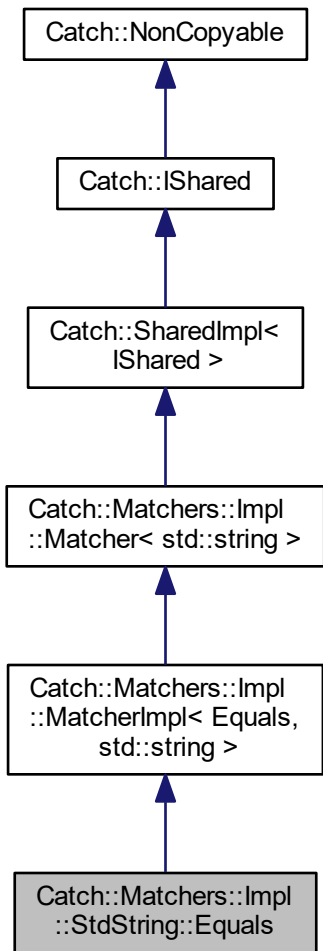 Catch::NonCopyable
Catch::IShared
Catch::SharedImpl<
IShared >
Catch::Matchers::Impl
::Matcher< std::string >
Catch::Matchers::Impl
::MatcherImpl< Equals,
std::string >
Catch::Matchers::Impl
::StdString::Equals